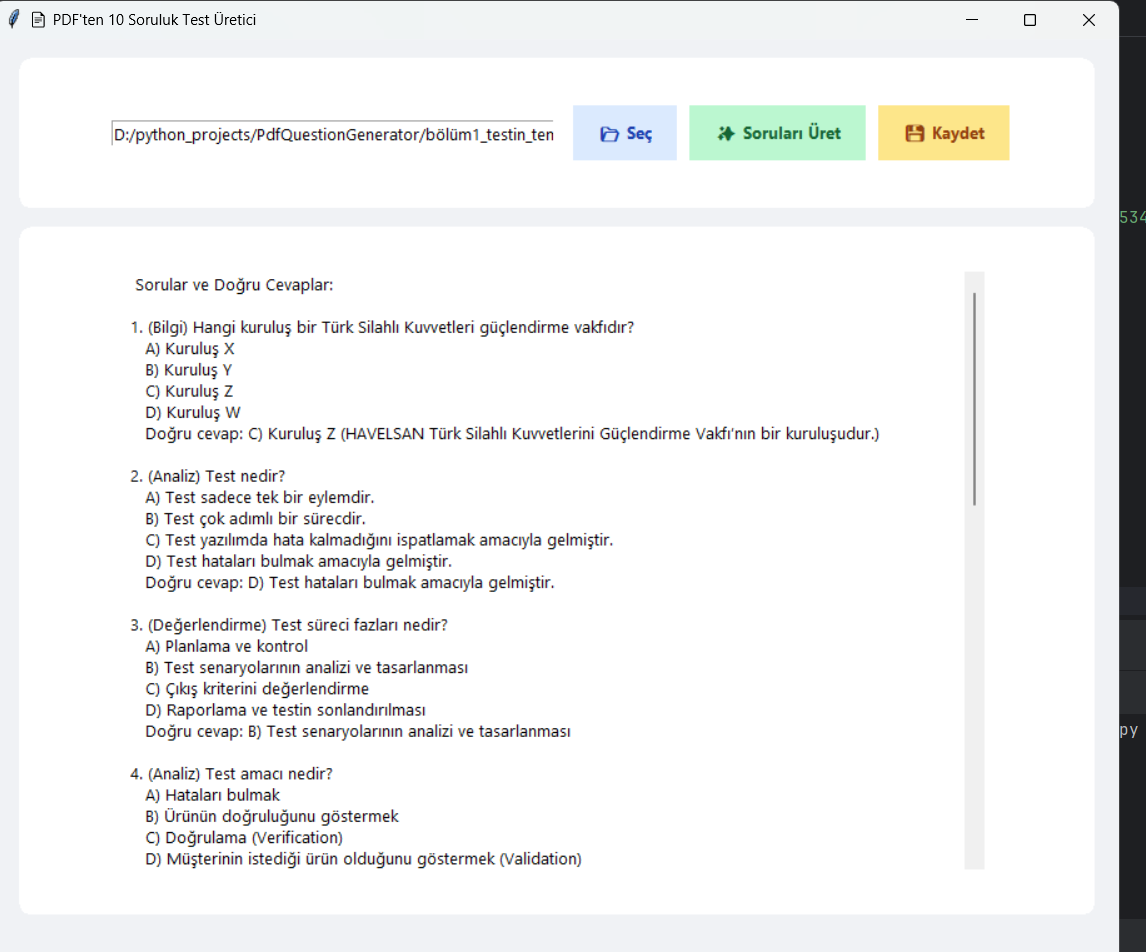 PDF'ten 10 Soruluk Test Üretici
534
D:/python_projects/PdfQuestionGenerator/bölüm1_testin_ten
Seç
Soruları Üret
Kaydet
Sorular ve Doğru Cevaplar:
1. (Bilgi) Hangi kuruluş bir Türk Silahlı Kuvvetleri güçlendirme vakfıdır?
A) Kuruluş X
B) Kuruluş Y
C) Kuruluş Z
D) Kuruluş W
Doğru cevap: C) Kuruluş Z (HAVELSAN Türk Silahlı Kuvvetlerini Güçlendirme Vakfı'nın bir kuruluşudur.)
2. (Analiz) Test nedir?
A) Test sadece tek bir eylemdir.
B) Test çok adımlı bir sürecdir.
C) Test yazılımda hata kalmadığını ispatlamak amacıyla gelmiştir.
D) Test hataları bulmak amacıyla gelmiştir.
Doğru cevap: D) Test hataları bulmak amacıyla gelmiştir.
3. (Değerlendirme) Test süreci fazları nedir?
A) Planlama ve kontrol
B) Test senaryolarının analizi ve tasarlanması
C) Çıkış kriterini değerlendirme
D) Raporlama ve testin sonlandırılması
Doğru cevap: B) Test senaryolarının analizi ve tasarlanması
py
4. (Analiz) Test amacı nedir?
A) Hataları bulmak
B) Ürünün doğruluğunu göstermek
C) Doğrulama (Verification)
D) Müşterinin istediği ürün olduğunu göstermek (Validation)